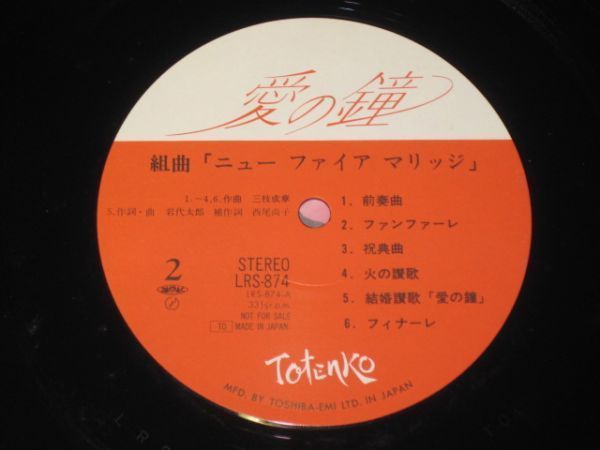 愛の鐘
組曲「ニュー ファイア マリッジ」
1.～4,6.作曲 三枝成章
5.作詞・曲 岩代太郎 補作詞 西尾尚子
1. 前奏曲
2. ファンファーレ
3. 祝典曲
4. 火の讃歌
5 結婚讃歌「愛の鐘」
6. フィナーレ
2
STEREO
LRS-874
LRS-874-A
33⅓r.p.m.
NOT FOR SALE
TO MADE IN JAPAN
TOTENKO
MFD. BY TOSHIBA-EMI LTD. IN JAPAN